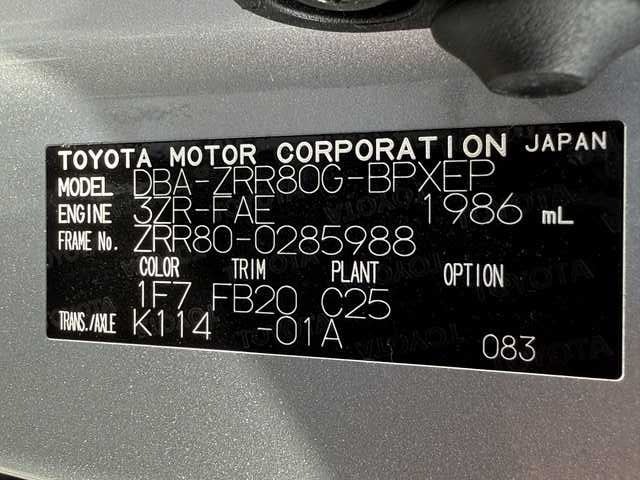 TOYOTA MOTOR CORPORATION JAPAN
MODEL DBA-ZRR80G-BPXEP
ENGINE 3ZR-FAE 1986 mL
FRAME No. ZRR80-0285988
COLOR TRIM PLANT OPTION
1F7 FB20 C25
TRANS./AXLE K114 -01A
083